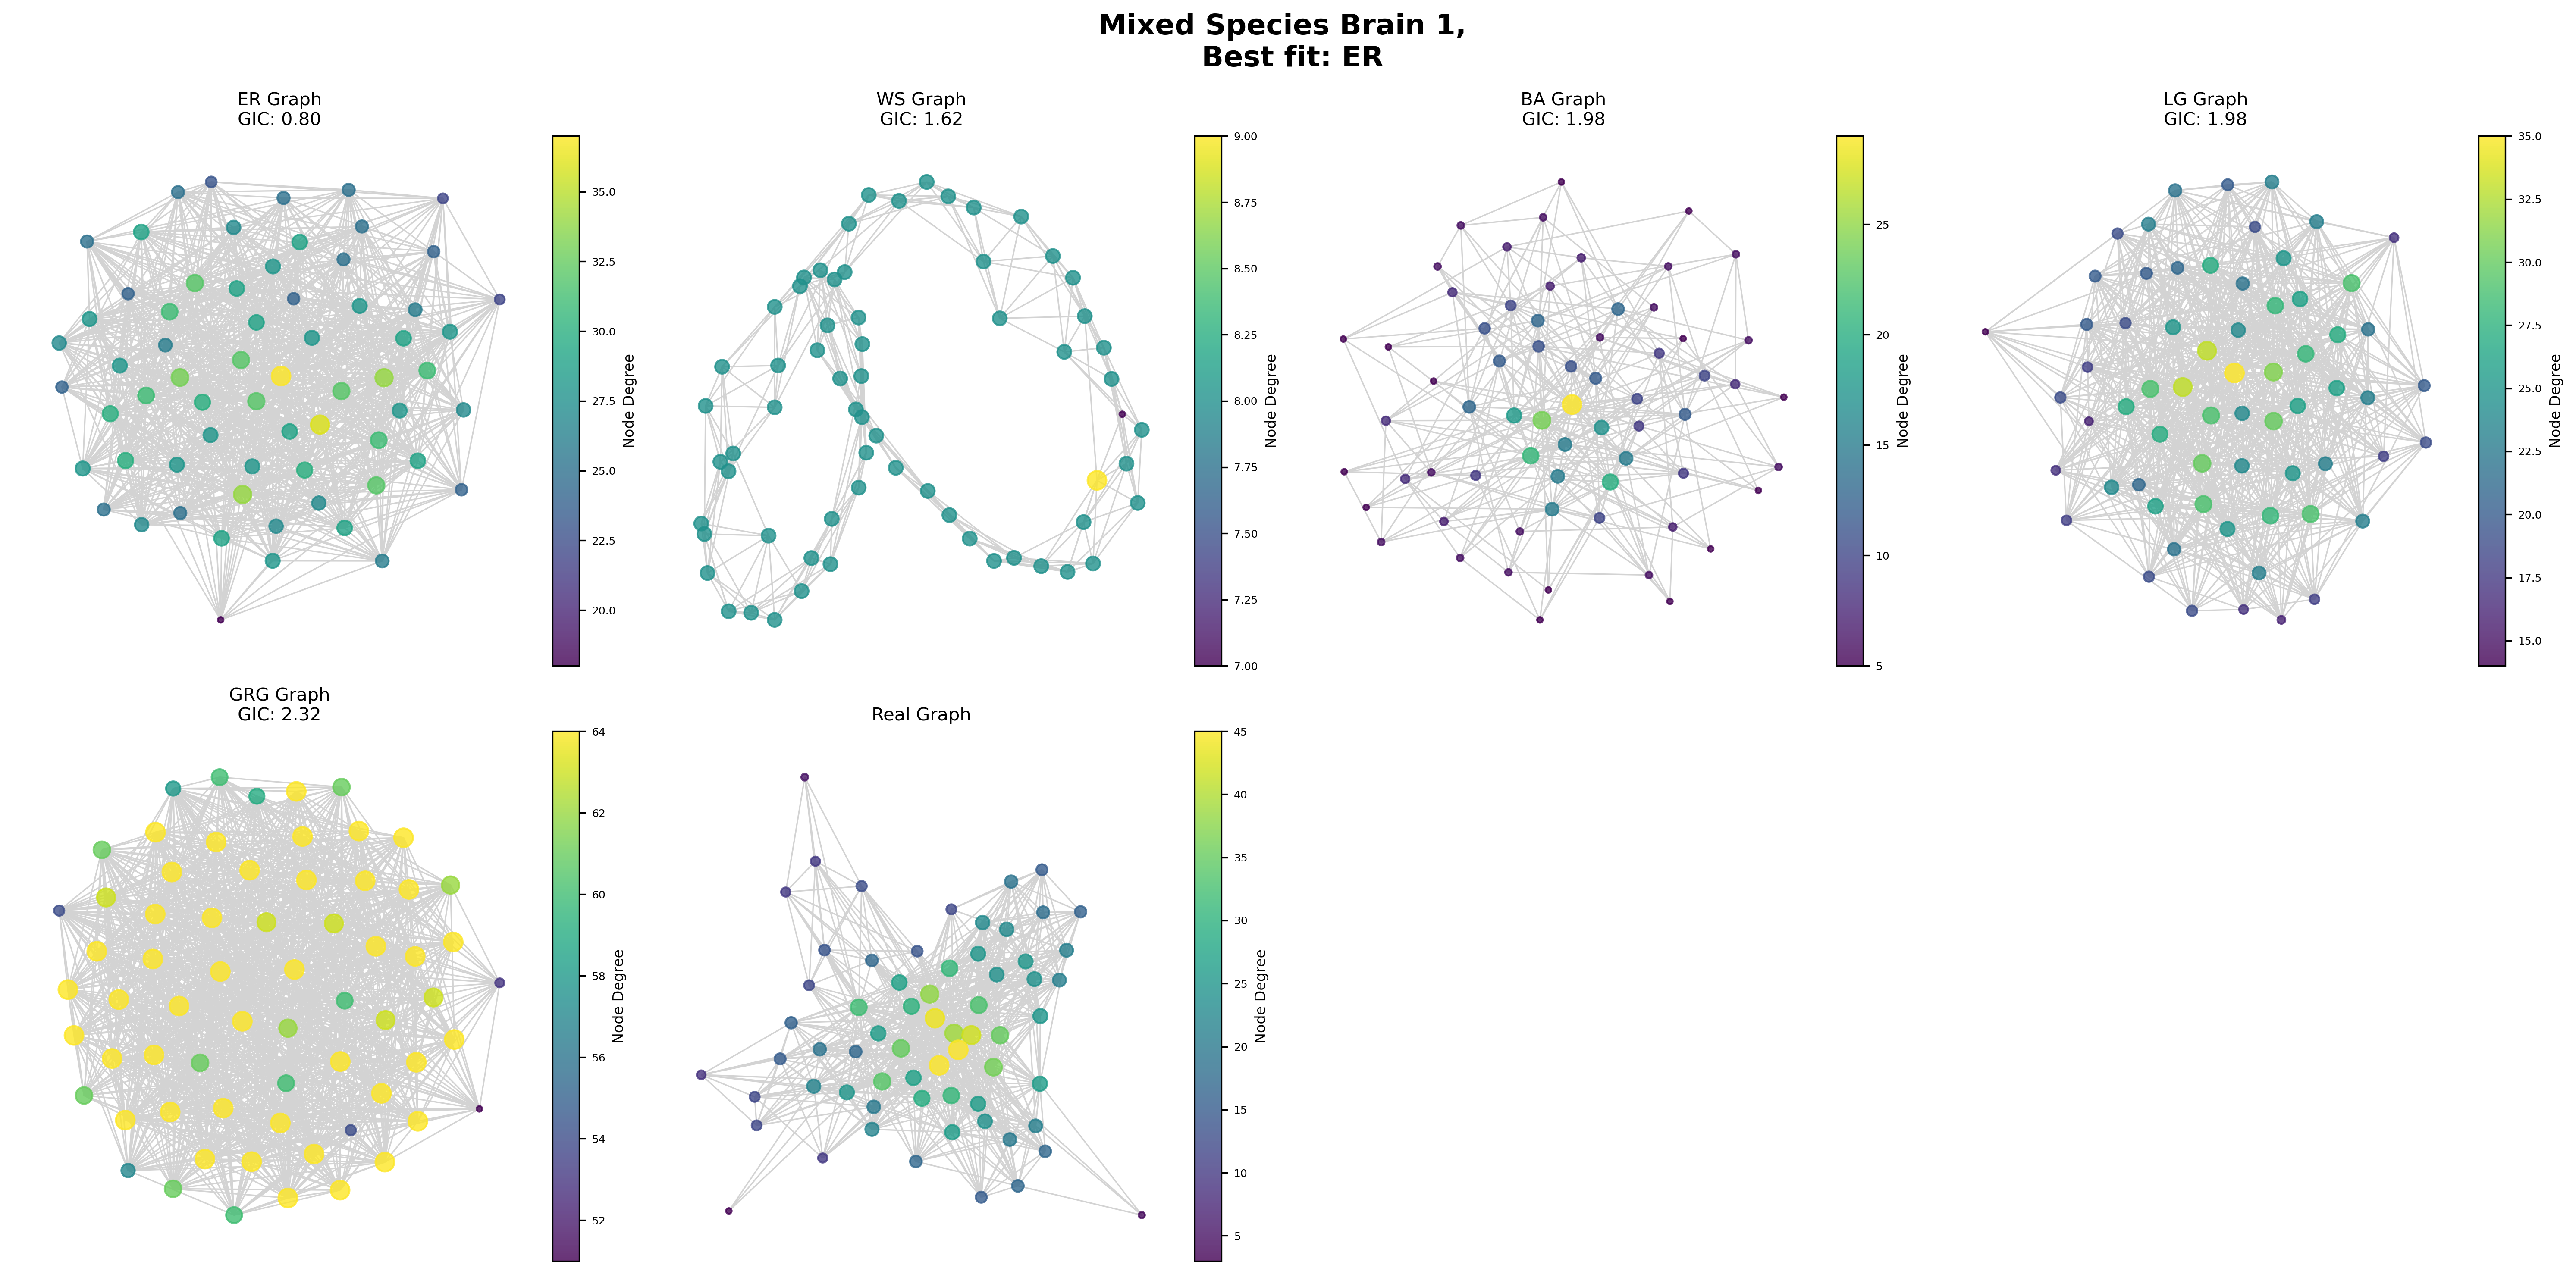 Mixed Species Brain 1,
Best fit: ER
ER Graph
GIC: 0.80
35.0
32.5
30.0
27.5
25.0
22.5
20.0
Node Degree
WS Graph
GIC: 1.62
9.00
8.75
8.50
8.25
8.00
7.75
7.50
7.25
7.00
Node Degree
BA Graph
GIC: 1.98
25
20
15
10
5
Node Degree
LG Graph
GIC: 1.98
35.0
32.5
30.0
27.5
25.0
22.5
20.0
17.5
15.0
Node Degree
GRG Graph
GIC: 2.32
64
62
60
58
56
54
52
Node Degree
Real Graph
45
40
35
30
25
20
15
10
5
Node Degree